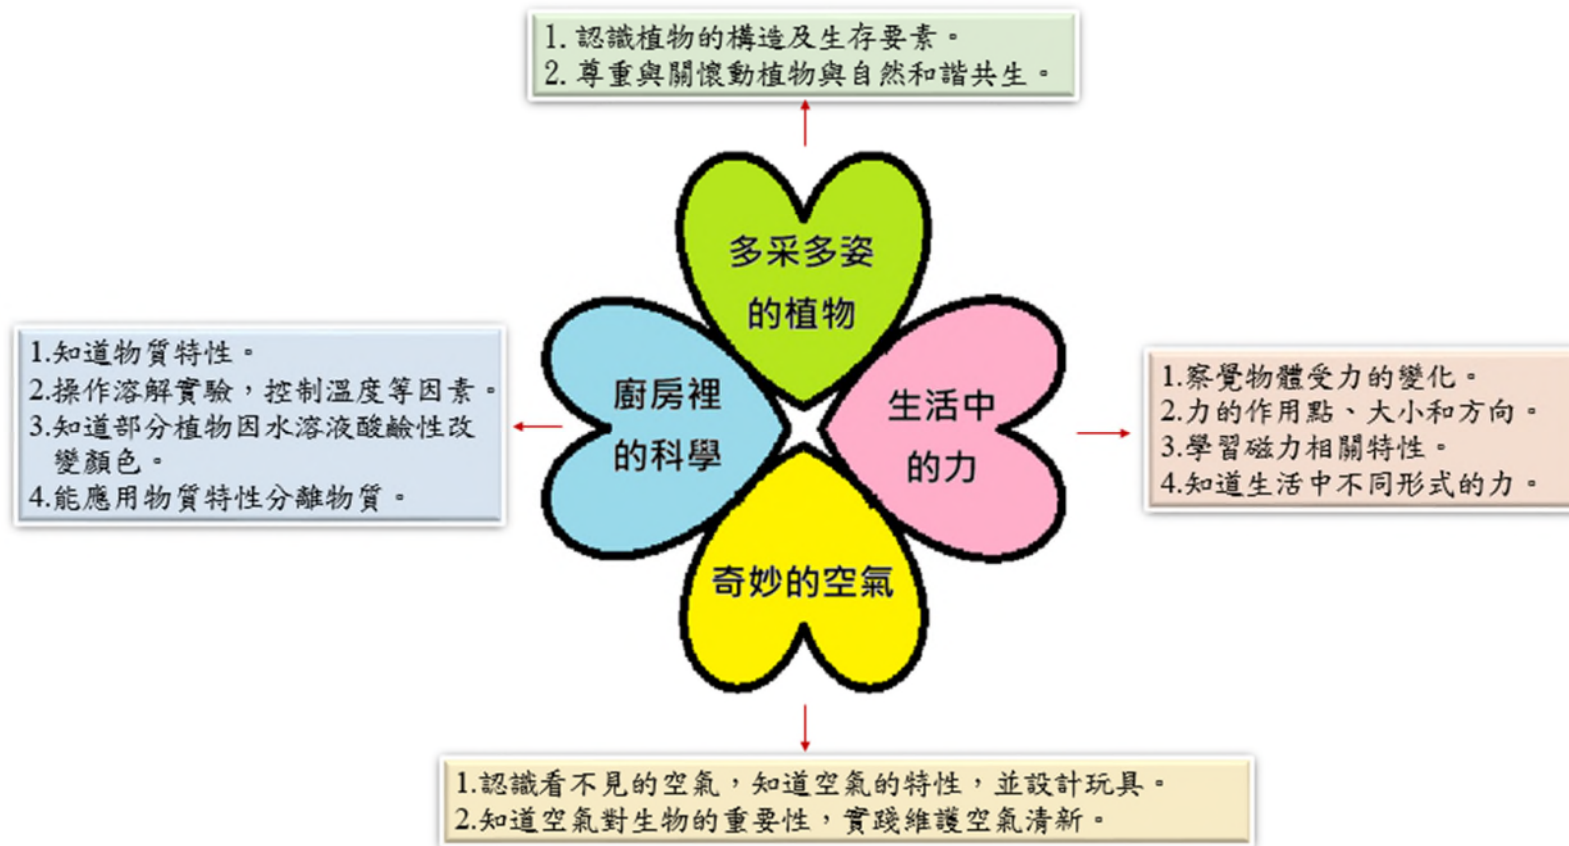 1. 認識植物的構造及生存要素。
2. 尊重與關懷動植物與自然和諧共生。
多采多姿
的植物
廚房裡
的科學
生活中
的力
奇妙的空氣
1.知道物質特性。
2.操作溶解實驗，控制溫度等因素。
3.知道部分植物因水溶液酸鹼性改
變顏色。
4.能應用物質特性分離物質。
1.察覺物體受力的變化。
2.力的作用點、大小和方向。
3.學習磁力相關特性。
4.知道生活中不同形式的力。
1.認識看不見的空氣，知道空氣的特性，並設計玩具。
2.知道空氣對生物的重要性，實踐維護空氣清新。